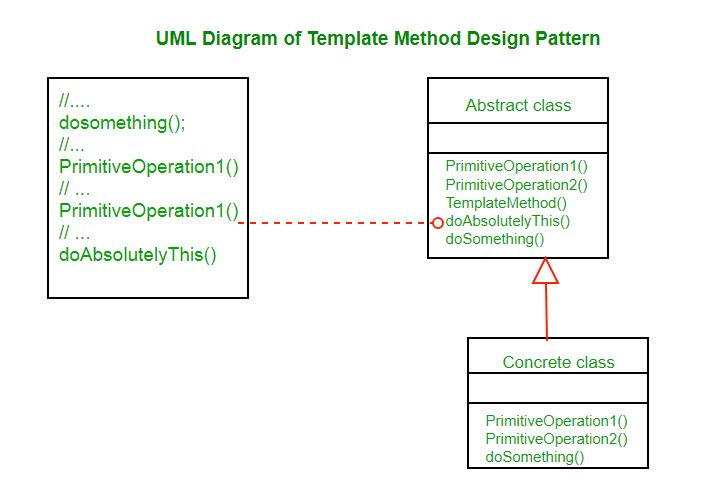 UML Diagram of Template Method Design Pattern
//....
dosomething();
//...
PrimitiveOperation1()
// ...
PrimitiveOperation1()
// ...
doAbsolutelyThis()
Abstract class
PrimitiveOperation1()
PrimitiveOperation2()
TemplateMethod()
doAbsolutelyThis()
doSomething()
Concrete class
PrimitiveOperation1()
PrimitiveOperation2()
doSomething()